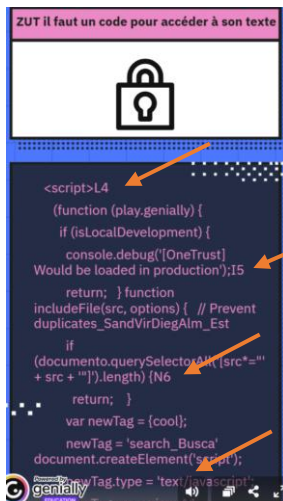 ZUT il faut un code pour accéder à son texte
<script>L4
(function (play.genially) {
if (isLocalDevelopment) {
console.debug('[OneTrust]
Would be loaded in production');I5
return; } function
includeFile(src, options) { // Prevent
duplicates_SandVirDiegAlm_Est
if
(documento.querySelectorAll('[src*="'
+ src + '"]').length) {N6
return; }
var newTag = {cool};
newTag = 'search_Busca'
document.createElement('script');
newTag.type = 'text/javascript';
Powered by
genially
EDUCATION